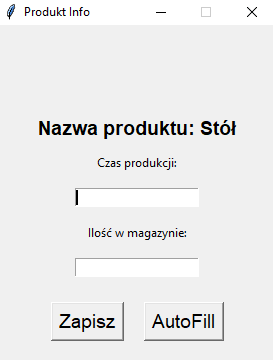 Produkt Info
Nazwa produktu: Stół
Czas produkcji:
Ilość w magazynie:
Zapisz AutoFill